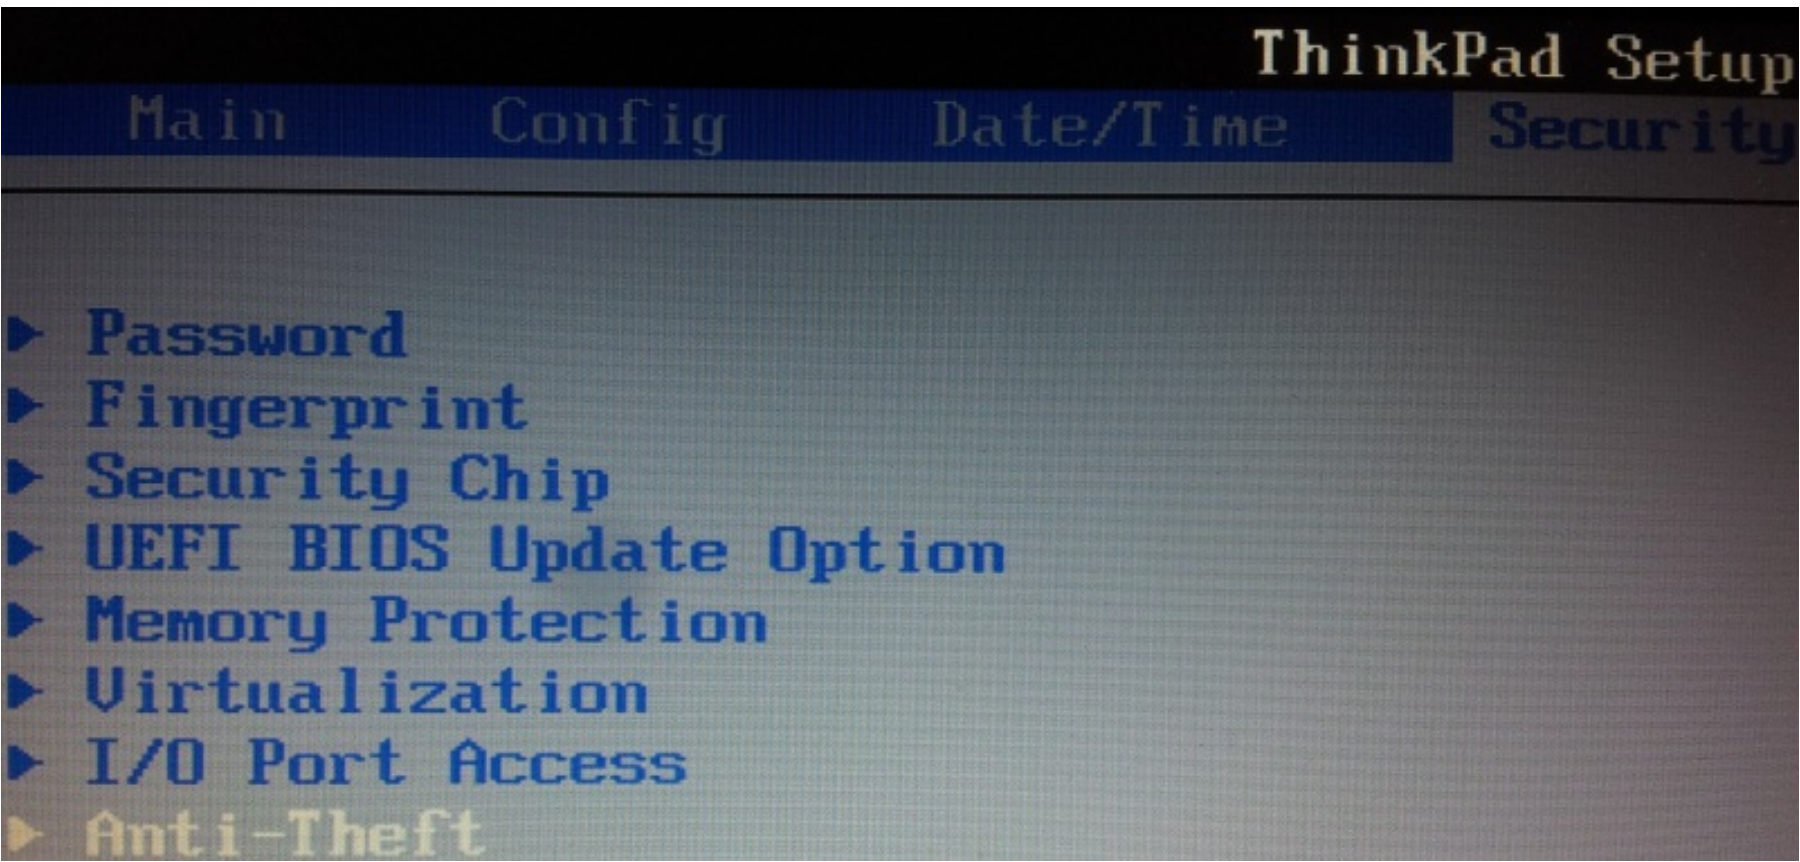 ThinkPad Setup
Main Config Date/Time Security
Password
Fingerprint
Security Chip
UEFI BIOS Update Option
Memory Protection
Virtualization
I/O Port Access
Anti-Theft